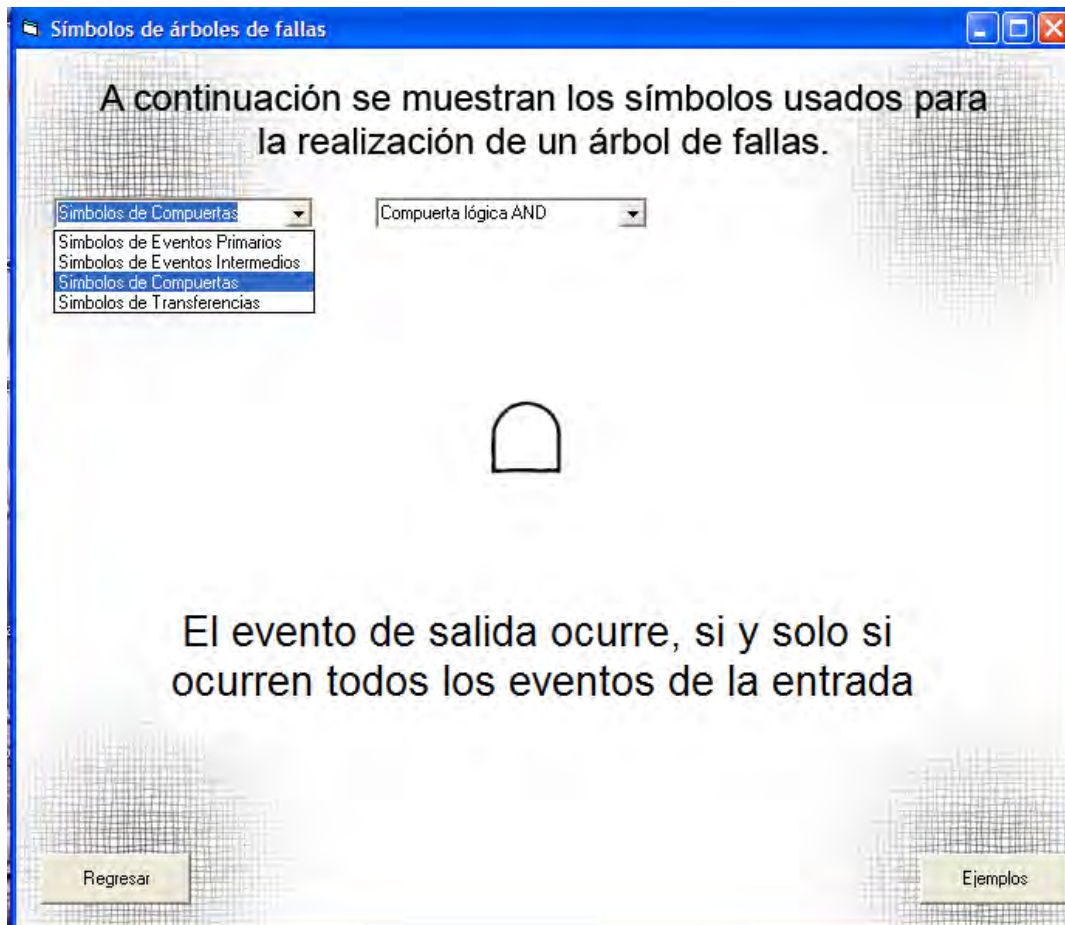 Símbolos de árboles de fallas
A continuación se muestran los símbolos usados para
la realización de un árbol de fallas.
Simbolos de Compuertas
Compuerta lógica AND
Simbolos de Eventos Primarios
Simbolos de Eventos Intermedios
Simbolos de Compuertas
Simbolos de Transferencias
El evento de salida ocurre, si y solo si
ocurren todos los eventos de la entrada
Regresar
Ejemplos